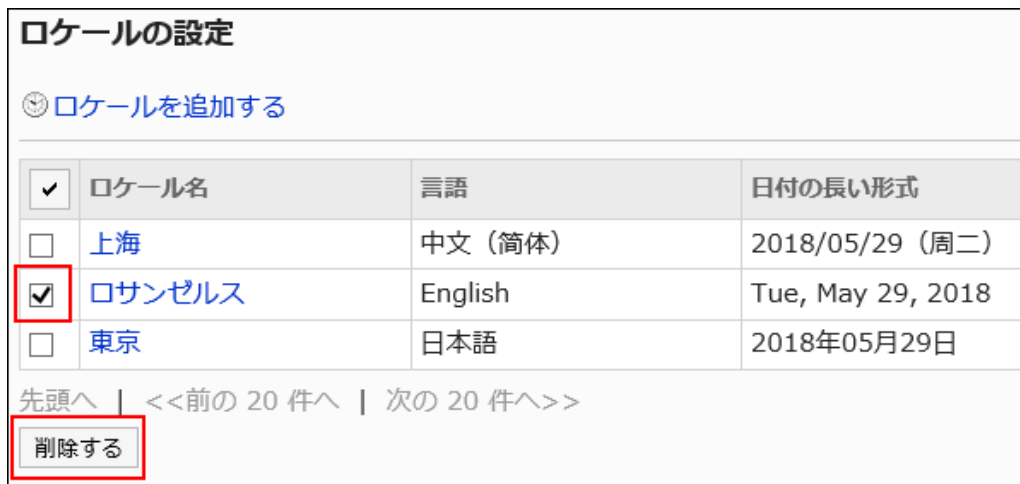 ロケールの設定
ロケールを追加する
ロケール名 言語 日付の長い形式
上海 中文（简体） 2018/05/29（周二）
ロサンゼルス English Tue, May 29, 2018
東京 日本語 2018年05月29日
先頭へ | <<前の 20 件へ | 次の 20 件へ>>
削除する